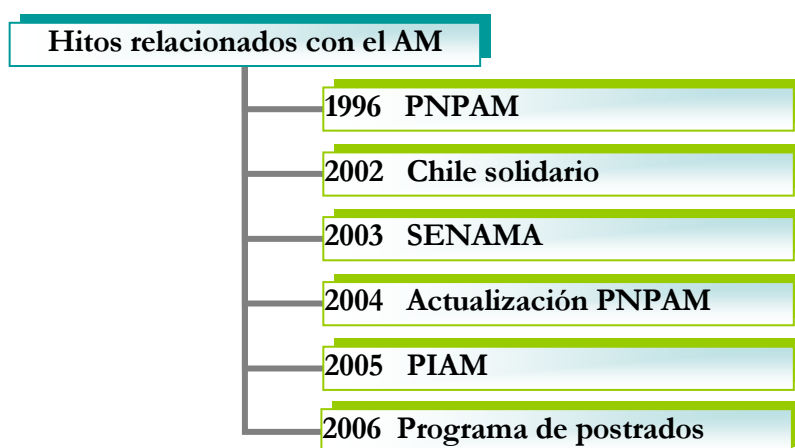 Hitos relacionados con el AM
1996 PNPAM
2002 Chile solidario
2003 SENAMA
2004 Actualización PNPAM
2005 PIAM
2006 Programa de postrados